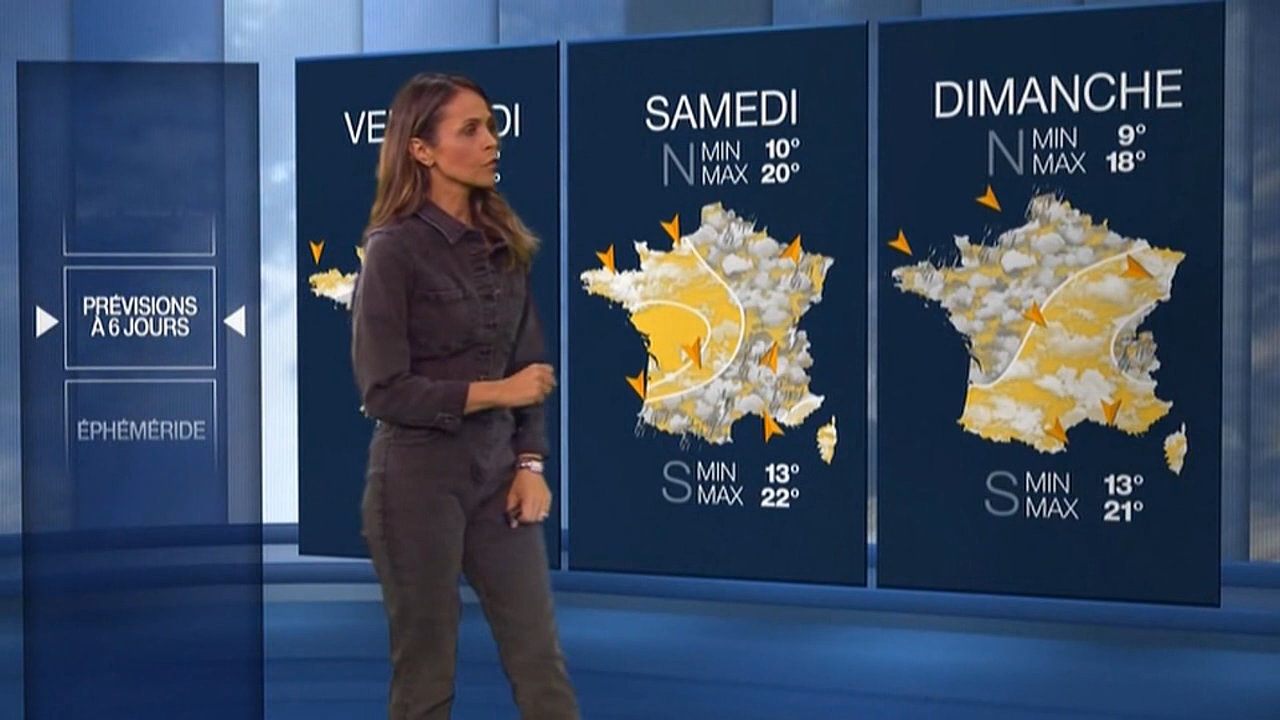 PRÉVISIONS
À 6 JOURS
ÉPHÉMÉRIDE
SAMEDI
N MIN 10°
MAX 20°
S MIN 13°
MAX 22°
DIMANCHE
N MIN 9°
MAX 18°
S MIN 13°
MAX 21°